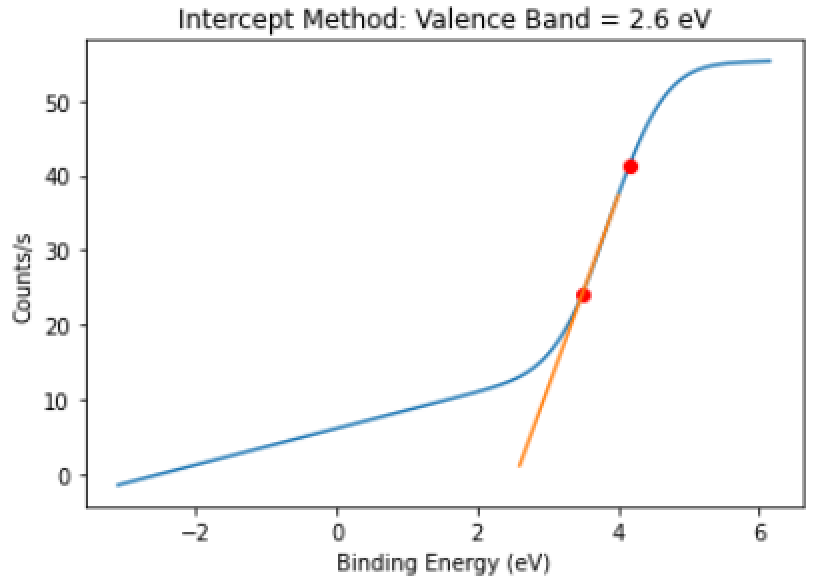 Intercept Method: Valence Band = 2.6 eV
50
40
30
20
10
0
Counts/s
−2 0 2 4 6
Binding Energy (eV)